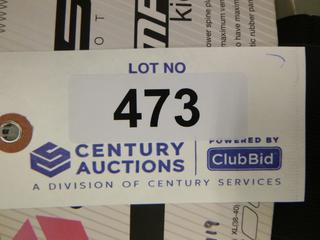 LOT NO
473
CENTURY
AUCTIONS
POWERED BY
ClubBid
A DIVISION OF CENTURY SERVICES